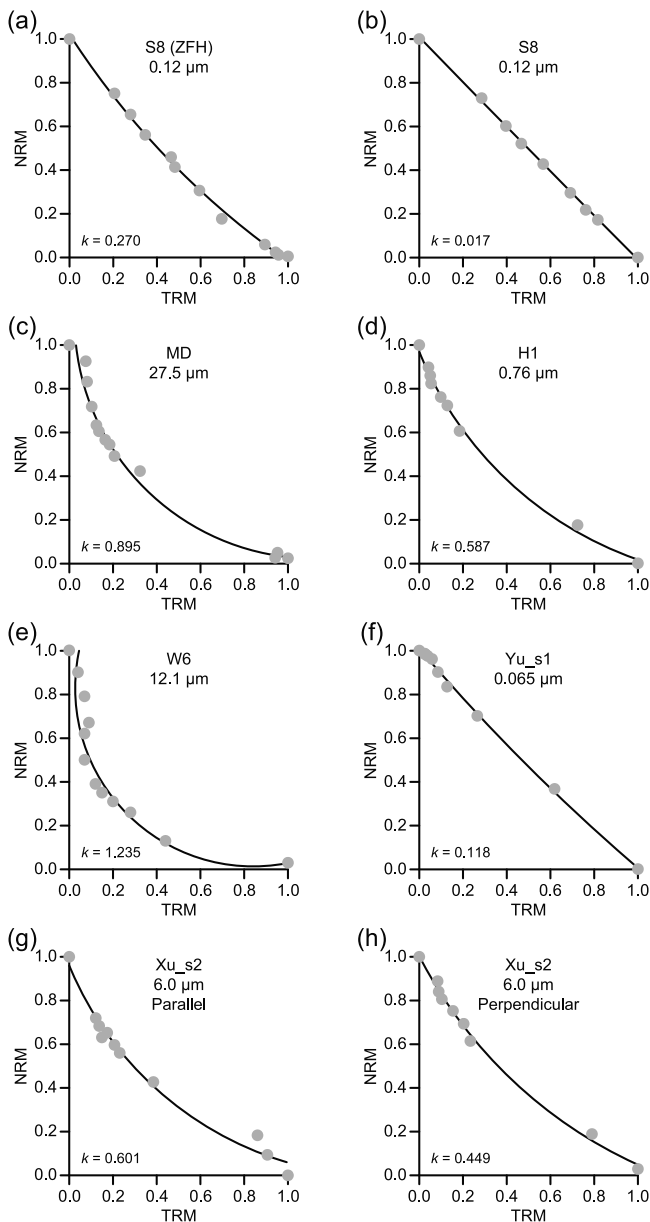 (a)
S8 (ZFH)
0.12 µm
1.0
0.8
0.6
0.4
0.2
0.0
NRM
k = 0.270
0.0 0.2 0.4 0.6 0.8 1.0
TRM
(b)
S8
0.12 µm
1.0
0.8
0.6
0.4
0.2
0.0
NRM
k = 0.017
0.0 0.2 0.4 0.6 0.8 1.0
TRM
(c)
MD
27.5 µm
1.0
0.8
0.6
0.4
0.2
0.0
NRM
k = 0.895
0.0 0.2 0.4 0.6 0.8 1.0
TRM
(d)
H1
0.76 µm
1.0
0.8
0.6
0.4
0.2
0.0
NRM
k = 0.587
0.0 0.2 0.4 0.6 0.8 1.0
TRM
(e)
W6
12.1 µm
1.0
0.8
0.6
0.4
0.2
0.0
NRM
k = 1.235
0.0 0.2 0.4 0.6 0.8 1.0
TRM
(f)
Yu_s1
0.065 µm
1.0
0.8
0.6
0.4
0.2
0.0
NRM
k = 0.118
0.0 0.2 0.4 0.6 0.8 1.0
TRM
(g)
Xu_s2
6.0 µm
Parallel
1.0
0.8
0.6
0.4
0.2
0.0
NRM
k = 0.601
0.0 0.2 0.4 0.6 0.8 1.0
TRM
(h)
Xu_s2
6.0 µm
Perpendicular
1.0
0.8
0.6
0.4
0.2
0.0
NRM
k = 0.449
0.0 0.2 0.4 0.6 0.8 1.0
TRM